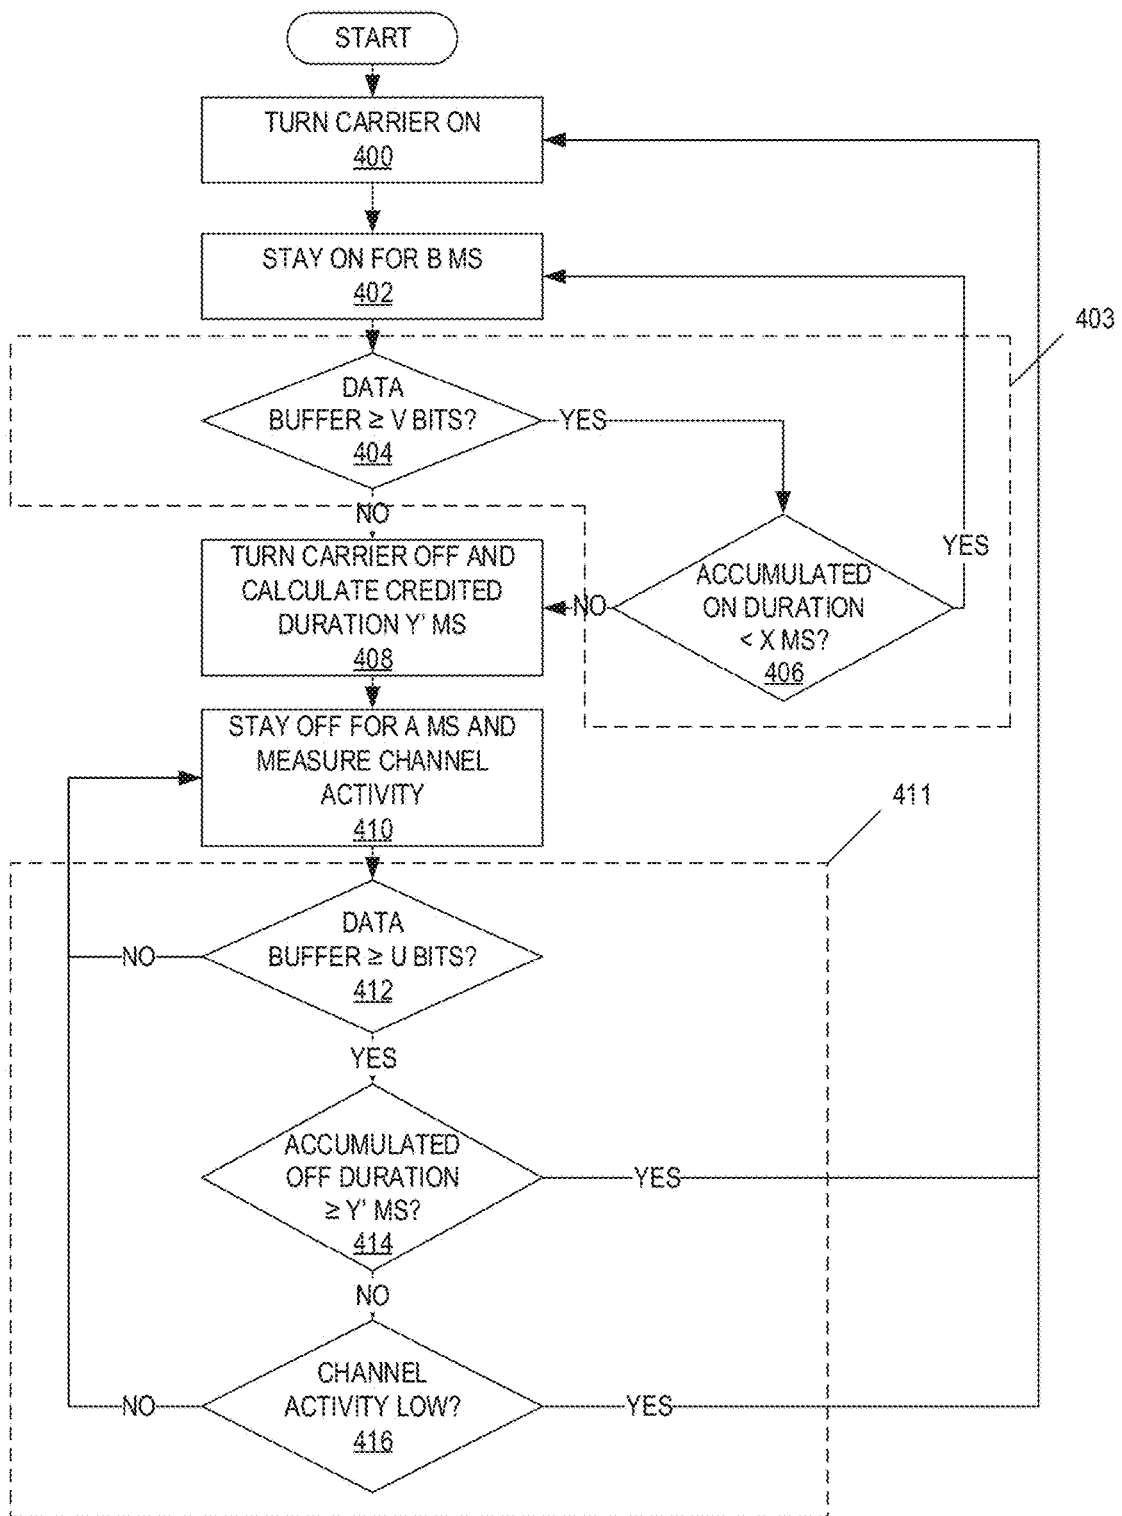 START
TURN CARRIER ON
400
STAY ON FOR B MS
402
403
DATA
BUFFER ≥ V BITS?
404
YES
NO
TURN CARRIER OFF AND
CALCULATE CREDITED
DURATION Y' MS
408
NO
ACCUMULATED
ON DURATION
< X MS?
406
YES
STAY OFF FOR A MS AND
MEASURE CHANNEL
ACTIVITY
410
411
DATA
BUFFER ≥ U BITS?
412
NO
YES
ACCUMULATED
OFF DURATION
≥ Y' MS?
414
YES
NO
CHANNEL
ACTIVITY LOW?
416
NO
YES